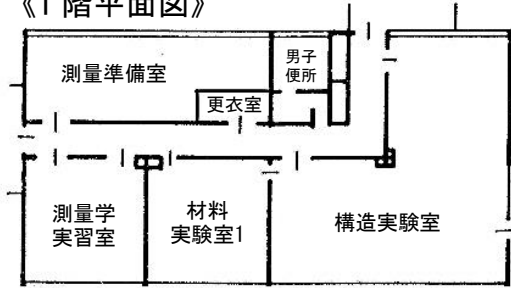 《1階平面図》
測量準備室
男子
便所
更衣室
測量学
実習室
材料
実験室1
構造実験室